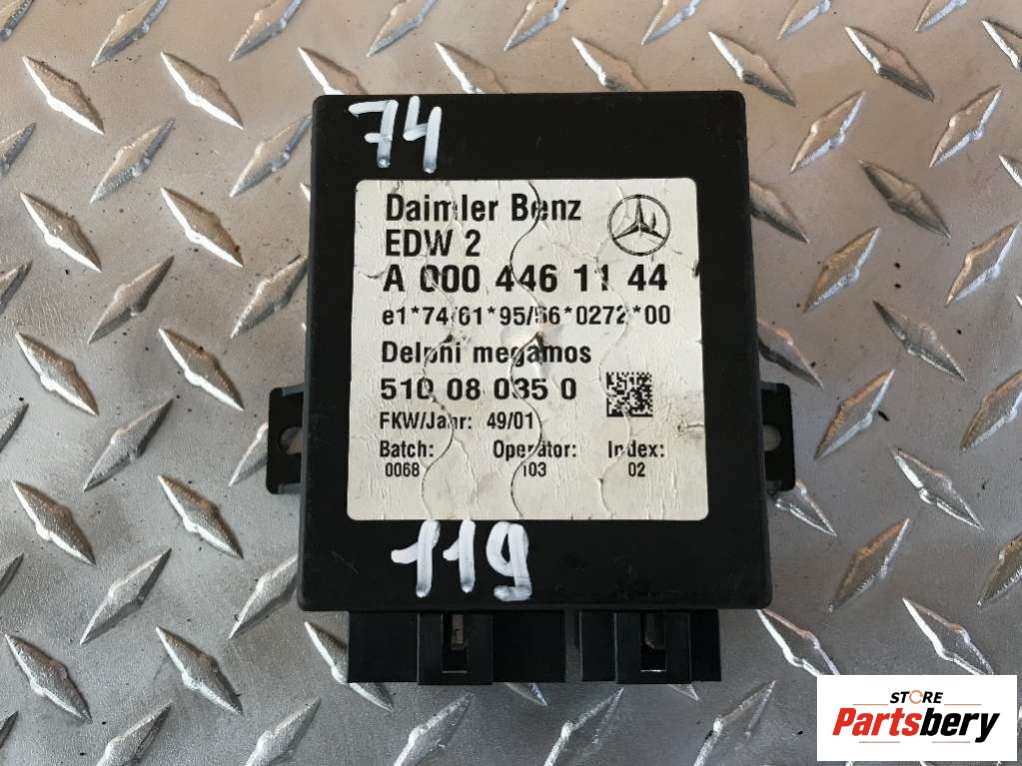 74
Daimler Benz
EDW 2
A 000 446 11 44
e1*74/61*95/56*0272*00
Delphi megamos
510 08 035 0
FKW/Jahr: 49/01
Batch: Operator: Index:
0068 103 02
119
STORE
Partsbery